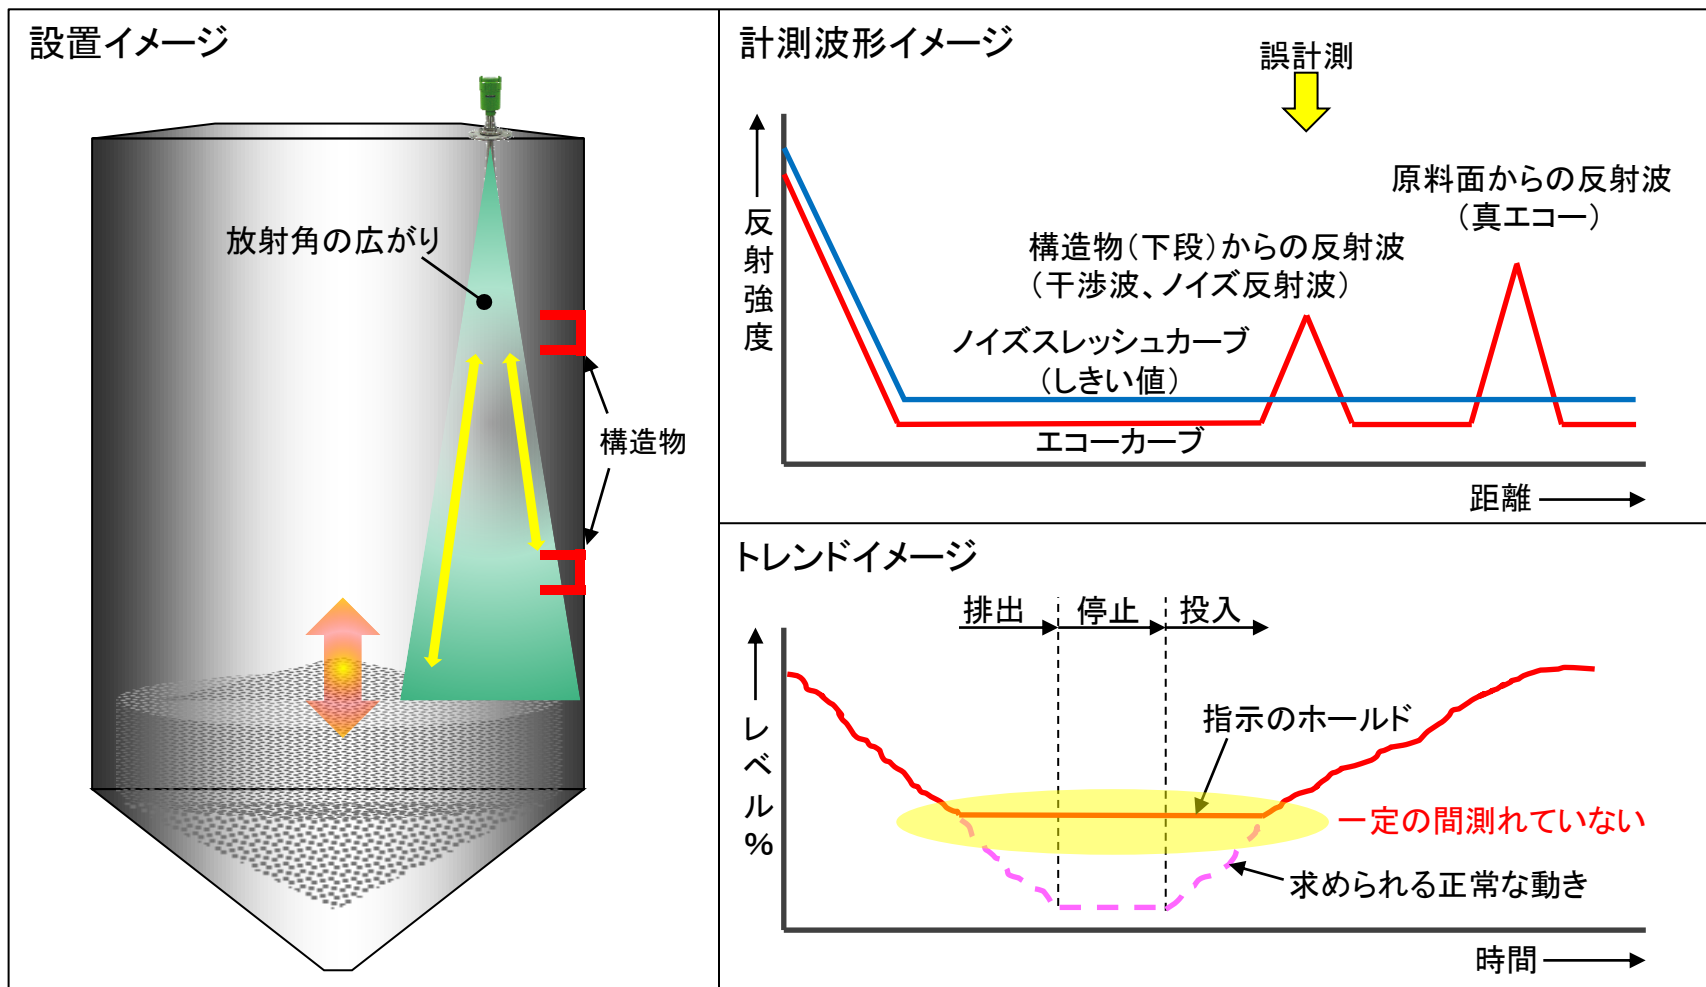 設置イメージ
放射角の広がり
構造物
計測波形イメージ
誤計測
反射強度
原料面からの反射波
（真エコー）
構造物（下段）からの反射波
（干渉波、ノイズ反射波）
ノイズスレッシュカーブ
（しきい値）
エコーカーブ
距離
トレンドイメージ
排出
停止
投入
レベル%
指示のホールド
一定の間測れていない
求められる正常な動き
時間